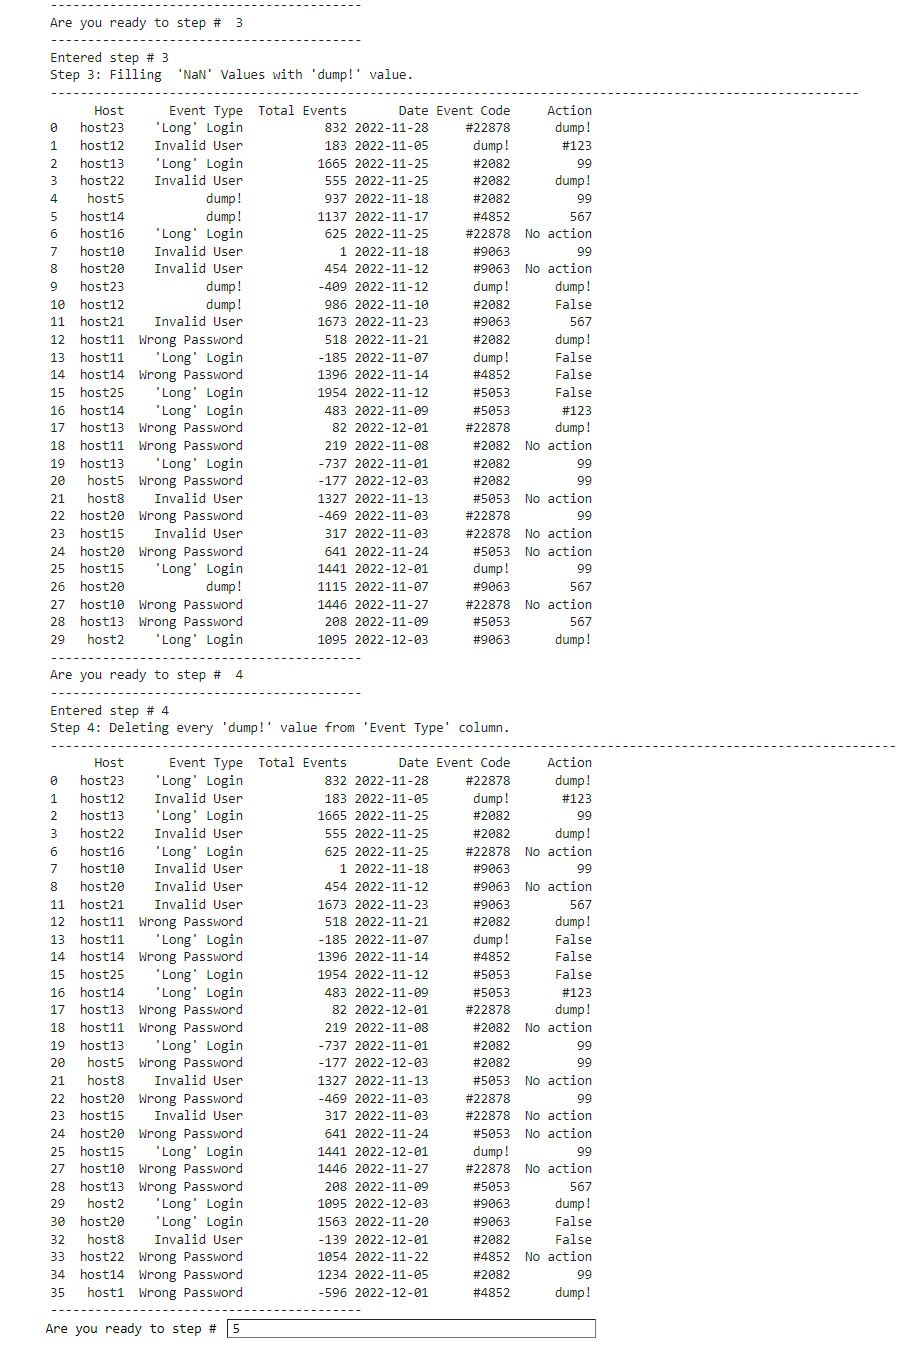 Are you ready to step #  3
Entered step # 3
Step 3: Filling  'NaN' Values with 'dump!' value.
Host Event Type Total Events Date Event Code Action
0 host23 'Long' Login 832 2022-11-28 #22878 dump!
1 host12 Invalid User 183 2022-11-05 dump! #123
2 host13 'Long' Login 1665 2022-11-25 #2082 99
3 host22 Invalid User 555 2022-11-25 #2082 dump!
4 host5 dump! 937 2022-11-18 #2082 99
5 host14 dump! 1137 2022-11-17 #4852 567
6 host16 'Long' Login 625 2022-11-25 #22878 No action
7 host10 Invalid User 1 2022-11-18 #9063 99
8 host20 Invalid User 454 2022-11-12 #9063 No action
9 host23 dump! -409 2022-11-12 dump! dump!
10 host12 dump! 986 2022-11-10 #2082 False
11 host21 Invalid User 1673 2022-11-23 #9063 567
12 host11 Wrong Password 518 2022-11-21 #2082 dump!
13 host11 'Long' Login -185 2022-11-07 dump! False
14 host14 Wrong Password 1396 2022-11-14 #4852 False
15 host25 'Long' Login 1954 2022-11-12 #5053 False
16 host14 'Long' Login 483 2022-11-09 #5053 #123
17 host13 Wrong Password 82 2022-12-01 #22878 dump!
18 host11 Wrong Password 219 2022-11-08 #2082 No action
19 host13 'Long' Login -737 2022-11-01 #2082 99
20 host5 Wrong Password -177 2022-12-03 #2082 99
21 host8 Invalid User 1327 2022-11-13 #5053 No action
22 host20 Wrong Password -469 2022-11-03 #22878 99
23 host15 Invalid User 317 2022-11-03 #22878 No action
24 host20 Wrong Password 641 2022-11-24 #5053 No action
25 host15 'Long' Login 1441 2022-12-01 dump! 99
26 host20 dump! 1115 2022-11-07 #9063 567
27 host10 Wrong Password 1446 2022-11-27 #22878 No action
28 host13 Wrong Password 208 2022-11-09 #5053 567
29 host2 'Long' Login 1095 2022-12-03 #9063 dump!
Are you ready to step #  4
Entered step # 4
Step 4: Deleting every 'dump!' value from 'Event Type' column.
Host Event Type Total Events Date Event Code Action
0 host23 'Long' Login 832 2022-11-28 #22878 dump!
1 host12 Invalid User 183 2022-11-05 dump! #123
2 host13 'Long' Login 1665 2022-11-25 #2082 99
3 host22 Invalid User 555 2022-11-25 #2082 dump!
6 host16 'Long' Login 625 2022-11-25 #22878 No action
7 host10 Invalid User 1 2022-11-18 #9063 99
8 host20 Invalid User 454 2022-11-12 #9063 No action
11 host21 Invalid User 1673 2022-11-23 #9063 567
12 host11 Wrong Password 518 2022-11-21 #2082 dump!
13 host11 'Long' Login -185 2022-11-07 dump! False
14 host14 Wrong Password 1396 2022-11-14 #4852 False
15 host25 'Long' Login 1954 2022-11-12 #5053 False
16 host14 'Long' Login 483 2022-11-09 #5053 #123
17 host13 Wrong Password 82 2022-12-01 #22878 dump!
18 host11 Wrong Password 219 2022-11-08 #2082 No action
19 host13 'Long' Login -737 2022-11-01 #2082 99
20 host5 Wrong Password -177 2022-12-03 #2082 99
21 host8 Invalid User 1327 2022-11-13 #5053 No action
22 host20 Wrong Password -469 2022-11-03 #22878 99
23 host15 Invalid User 317 2022-11-03 #22878 No action
24 host20 Wrong Password 641 2022-11-24 #5053 No action
25 host15 'Long' Login 1441 2022-12-01 dump! 99
27 host10 Wrong Password 1446 2022-11-27 #22878 No action
28 host13 Wrong Password 208 2022-11-09 #5053 567
29 host2 'Long' Login 1095 2022-12-03 #9063 dump!
30 host20 'Long' Login 1563 2022-11-20 #9063 False
32 host8 Invalid User -139 2022-12-01 #2082 False
33 host22 Wrong Password 1054 2022-11-22 #4852 No action
34 host14 Wrong Password 1234 2022-11-05 #2082 99
35 host1 Wrong Password -596 2022-12-01 #4852 dump!
Are you ready to step # 5